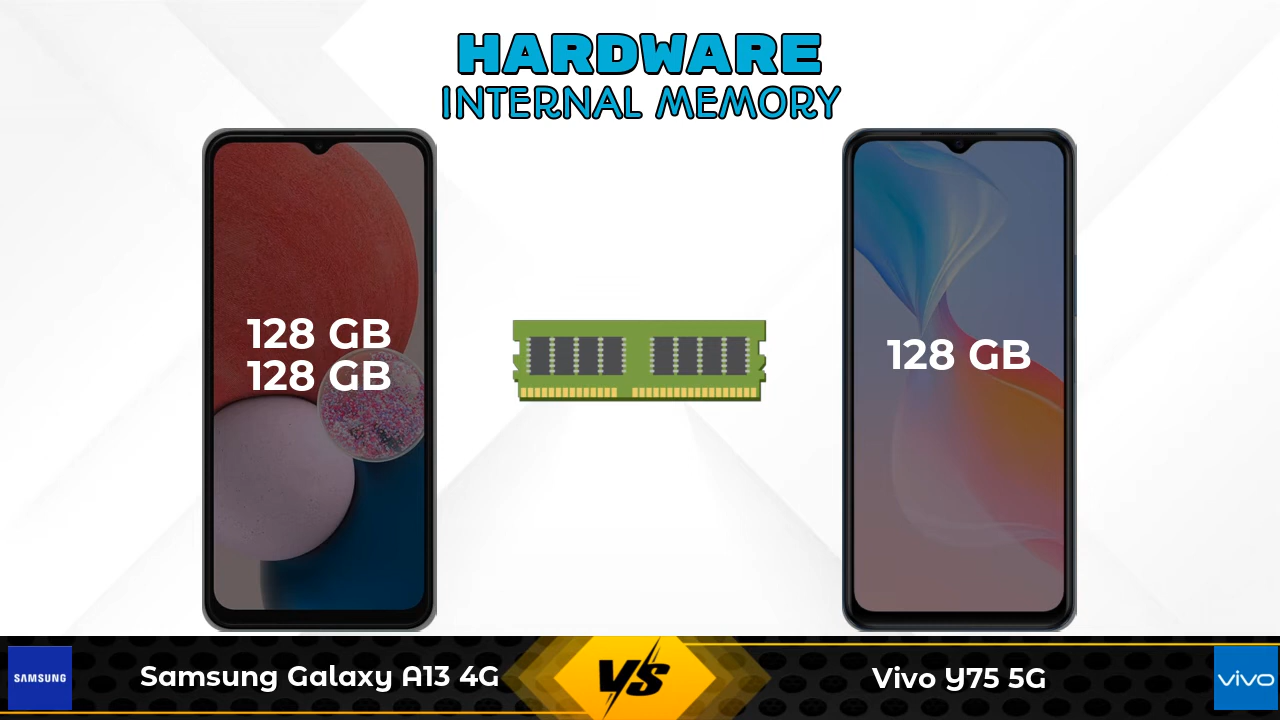 HARDWARE
INTERNAL MEMORY
128 GB
128 GB
128 GB
SAMSUNG
Samsung Galaxy A13 4G
VS
Vivo Y75 5G
vivo